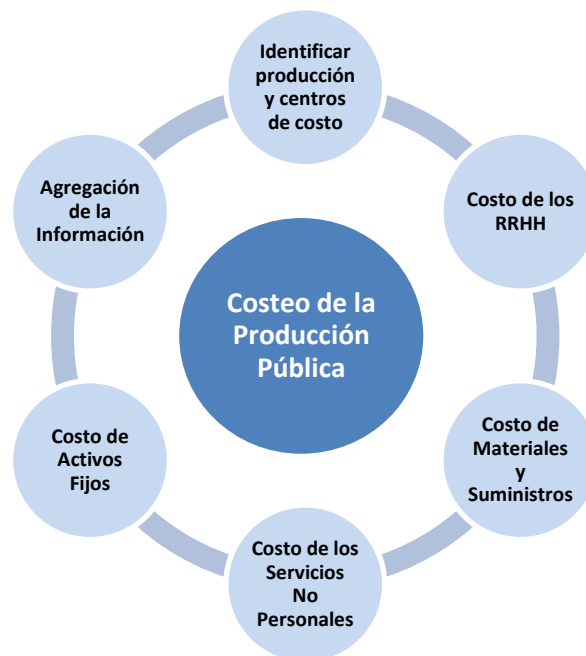 Identificar
producción
y centros
de costo
Costo de los
RRHH
Costo de
Materiales
y
Suministros
Costo de los
Servicios
No
Personales
Costo de
Activos
Fijos
Agregación
de la
Información
Costeo de la
Producción
Pública